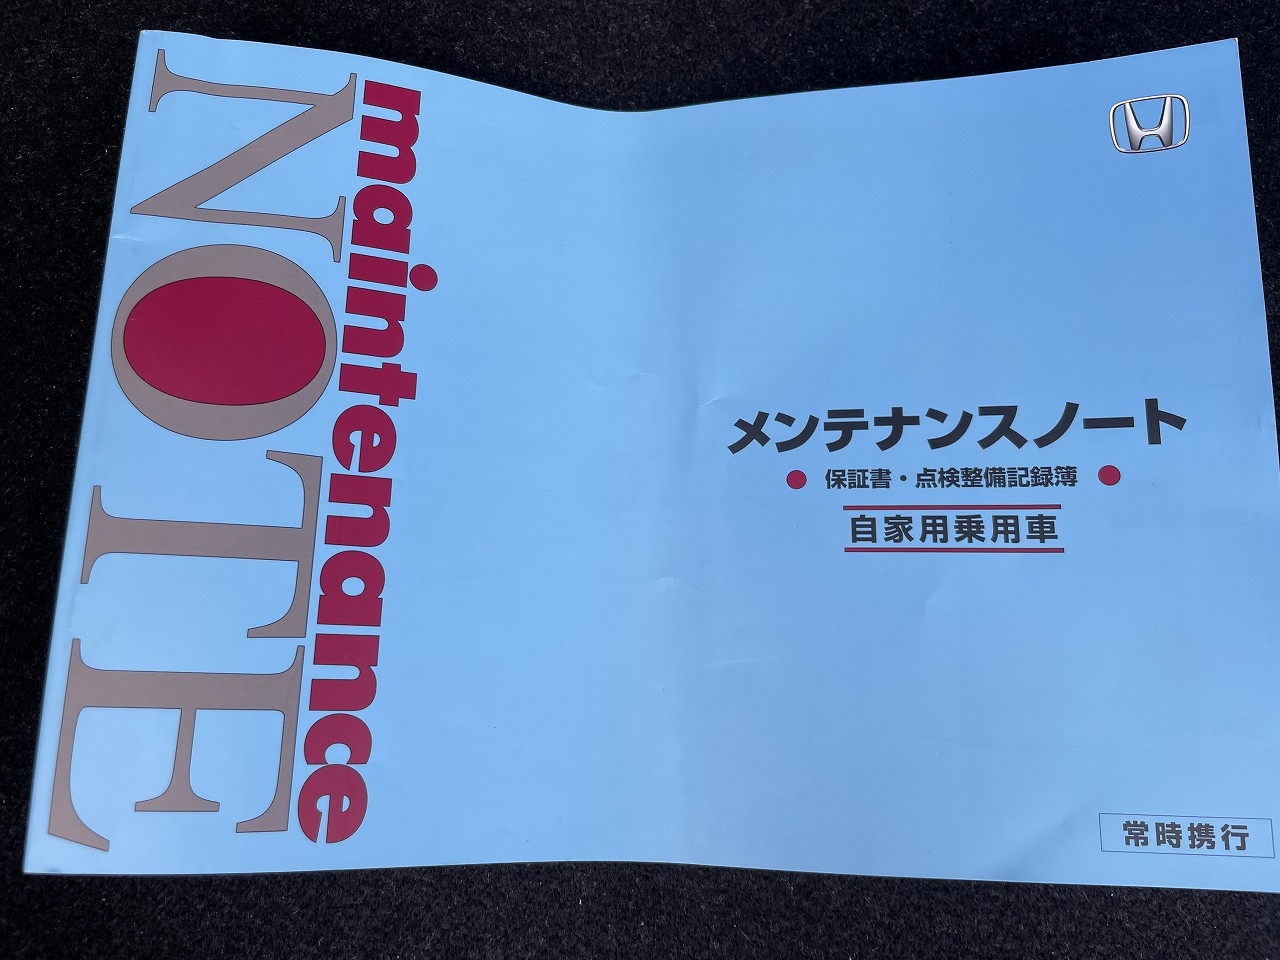 maintenance
NOTE
メンテナンスノート
● 保証書・点検整備記録簿 ●
自家用乗用車
常時携行